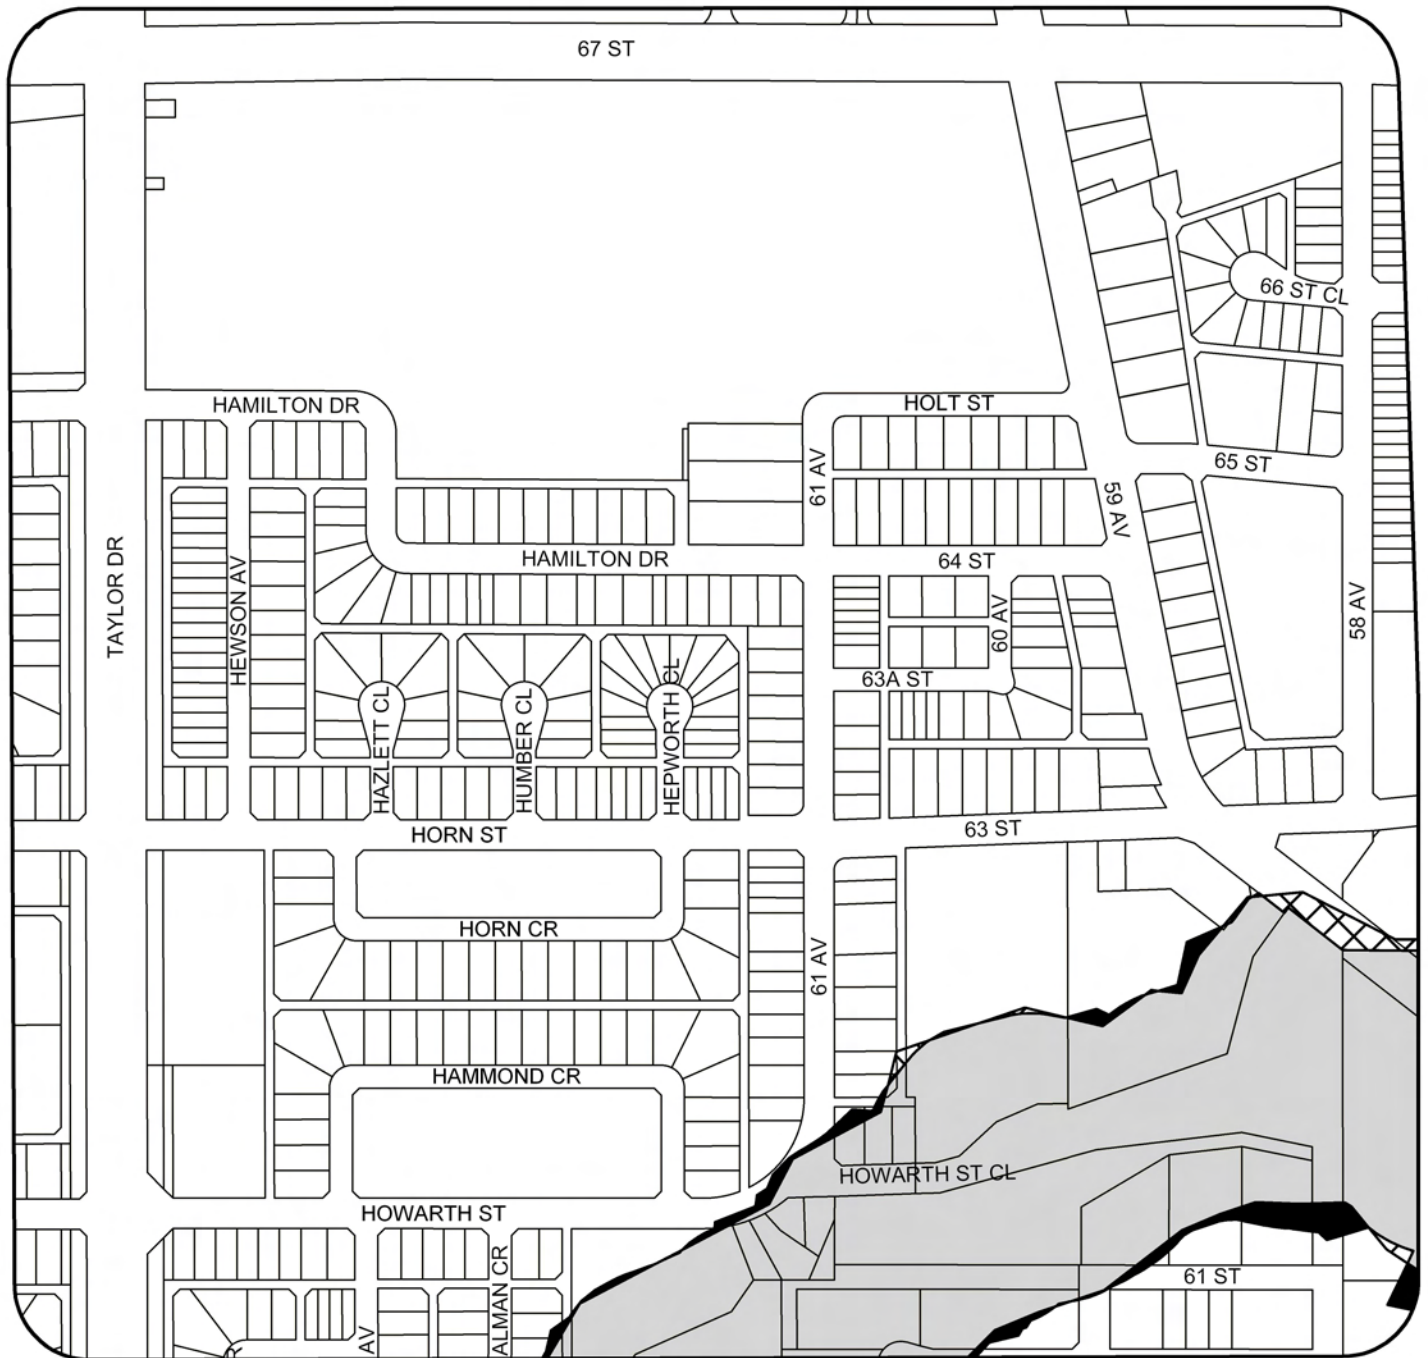 67 ST
66 ST CL
HAMILTON DR
HOLT ST
61 AV
65 ST
59 AV
HAMILTON DR
64 ST
TAYLOR DR
HEWSON AV
60 AV
58 AV
63A ST
HAZLETT CL
HUMBER CL
HEPWORTH CL
HORN ST
63 ST
HORN CR
61 AV
HAMMOND CR
HOWARTH ST CL
HOWARTH ST
61 ST
AV
ALMAN CR